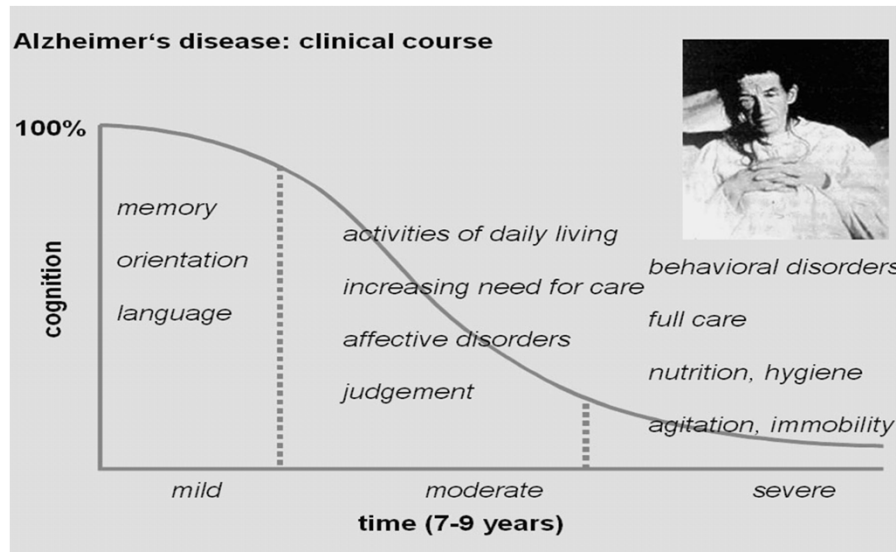 Alzheimer‘s disease: clinical course
100%
cognition
memory
orientation
language
activities of daily living
increasing need for care
affective disorders
judgement
behavioral disorders
full care
nutrition, hygiene
agitation, immobility
mild
moderate
severe
time (7-9 years)